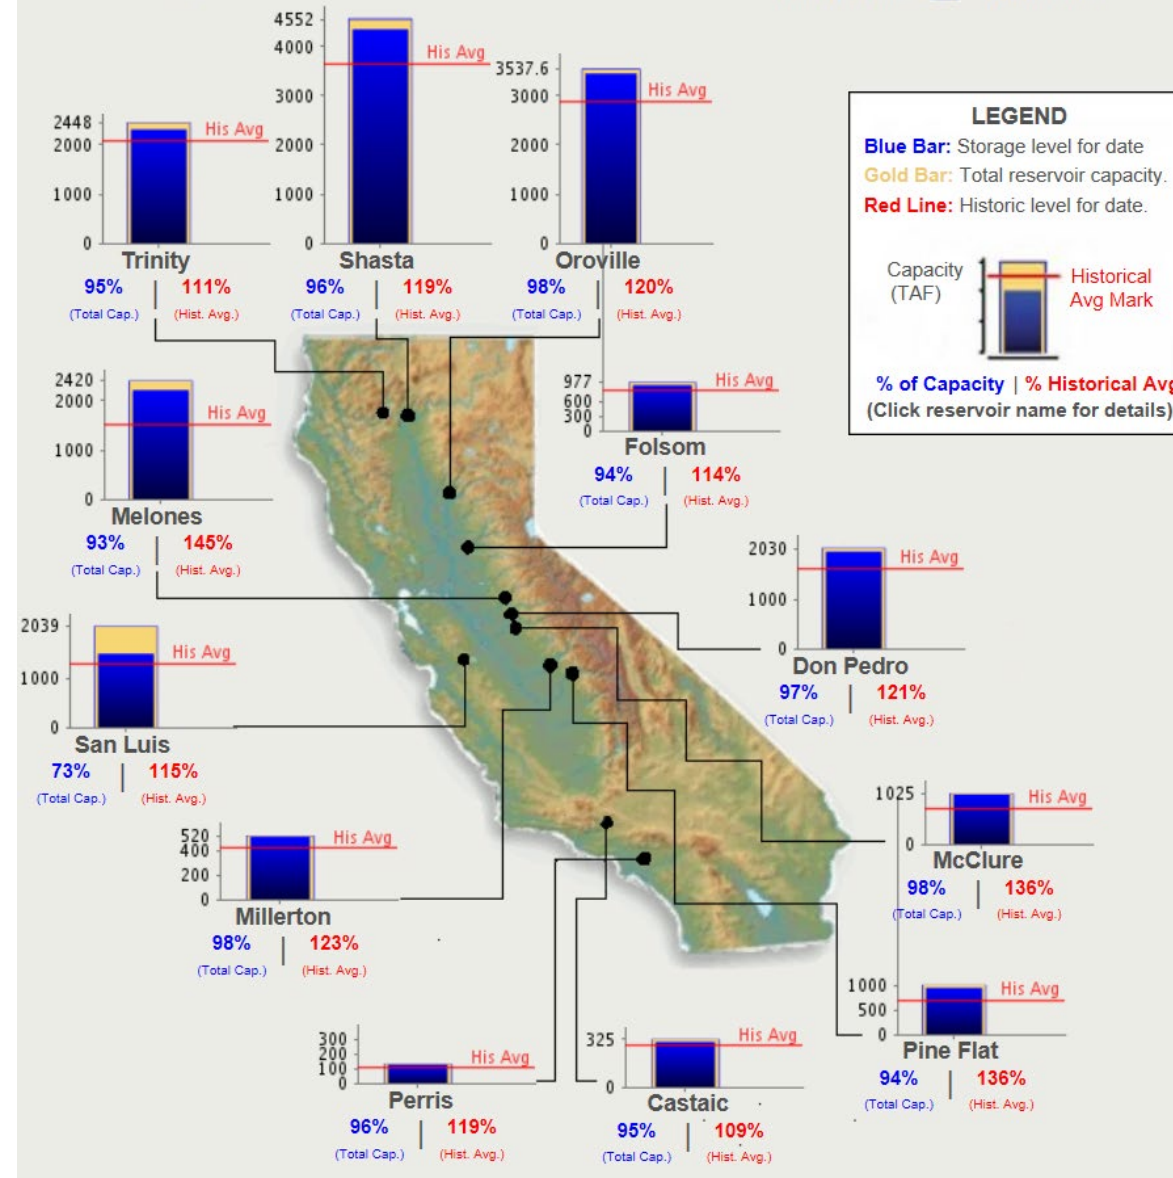 4552
4000
3000
2000
1000
0
His Avg
Shasta
96% | 119%
(Total Cap.) (Hist. Avg.)
3537.6
3000
2000
1000
0
His Avg
Oroville
98% | 120%
(Total Cap.) (Hist. Avg.)
2448
2000
1000
0
His Avg
Trinity
95% | 111%
(Total Cap.) (Hist. Avg.)
LEGEND
Blue Bar: Storage level for date
Gold Bar: Total reservoir capacity.
Red Line: Historic level for date.
Capacity
(TAF)
Historical
Avg Mark
% of Capacity | % Historical Avg
(Click reservoir name for details)
2420
2000
1000
0
His Avg
Melones
93% | 145%
(Total Cap.) (Hist. Avg.)
977
600
300
0
His Avg
Folsom
94% | 114%
(Total Cap.) (Hist. Avg.)
2030
1000
0
His Avg
Don Pedro
97% | 121%
(Total Cap.) (Hist. Avg.)
2039
1000
0
His Avg
San Luis
73% | 115%
(Total Cap.) (Hist. Avg.)
1025
0
His Avg
McClure
98% | 136%
(Total Cap.) (Hist. Avg.)
520
400
200
0
His Avg
Millerton
98% | 123%
(Total Cap.) (Hist. Avg.)
1000
500
0
His Avg
Pine Flat
94% | 136%
(Total Cap.) (Hist. Avg.)
300
200
100
0
His Avg
Perris
96% | 119%
(Total Cap.) (Hist. Avg.)
325
0
His Avg
Castaic
95% | 109%
(Total Cap.) (Hist. Avg.)